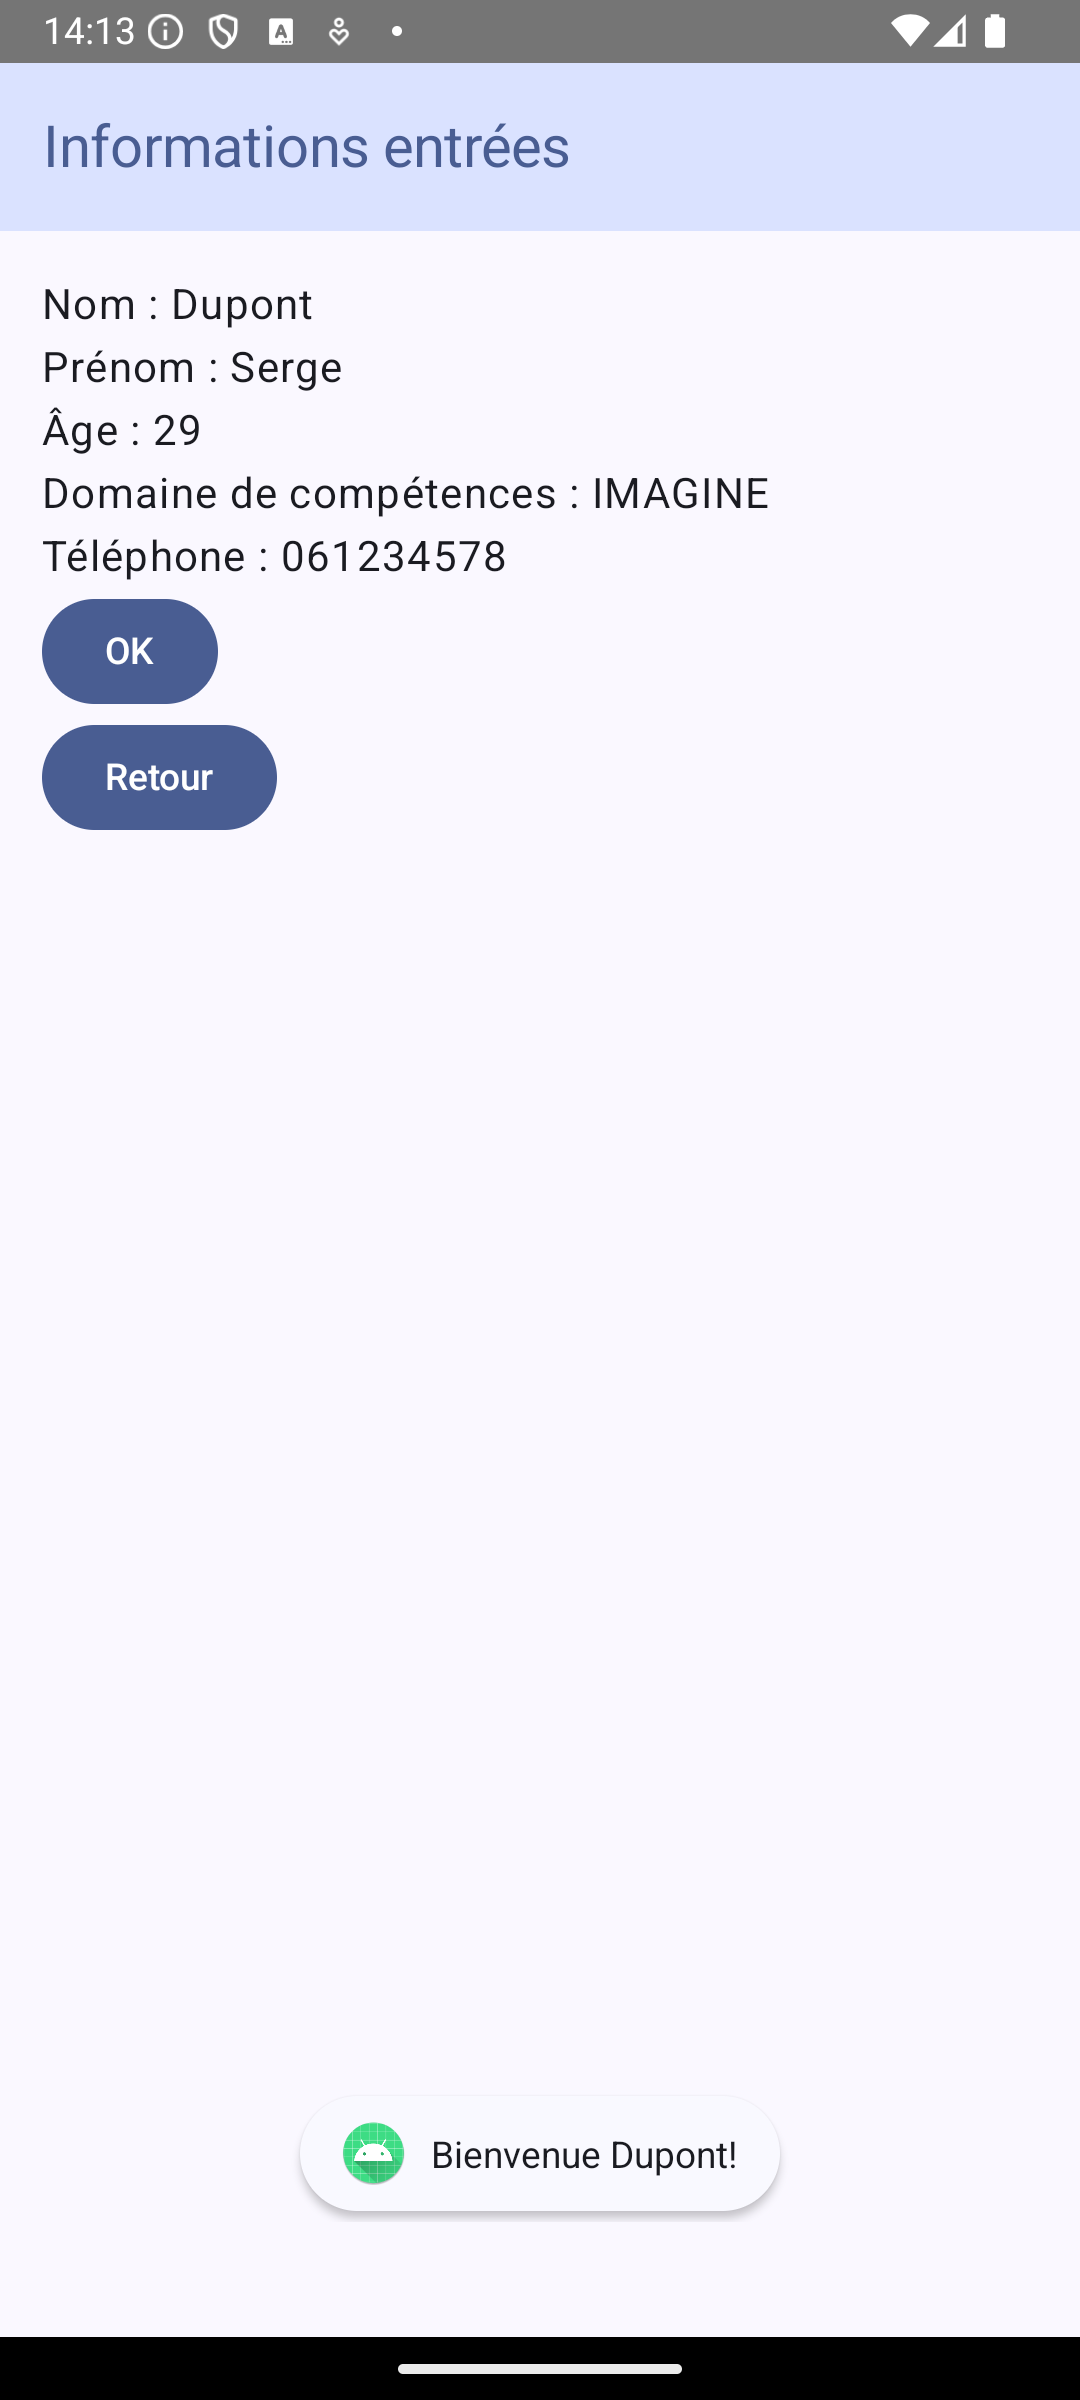 14:13
Informations entrées
Nom : Dupont
Prénom : Serge
Âge : 29
Domaine de compétences : IMAGINE
Téléphone : 061234578
OK
Retour
Bienvenue Dupont!